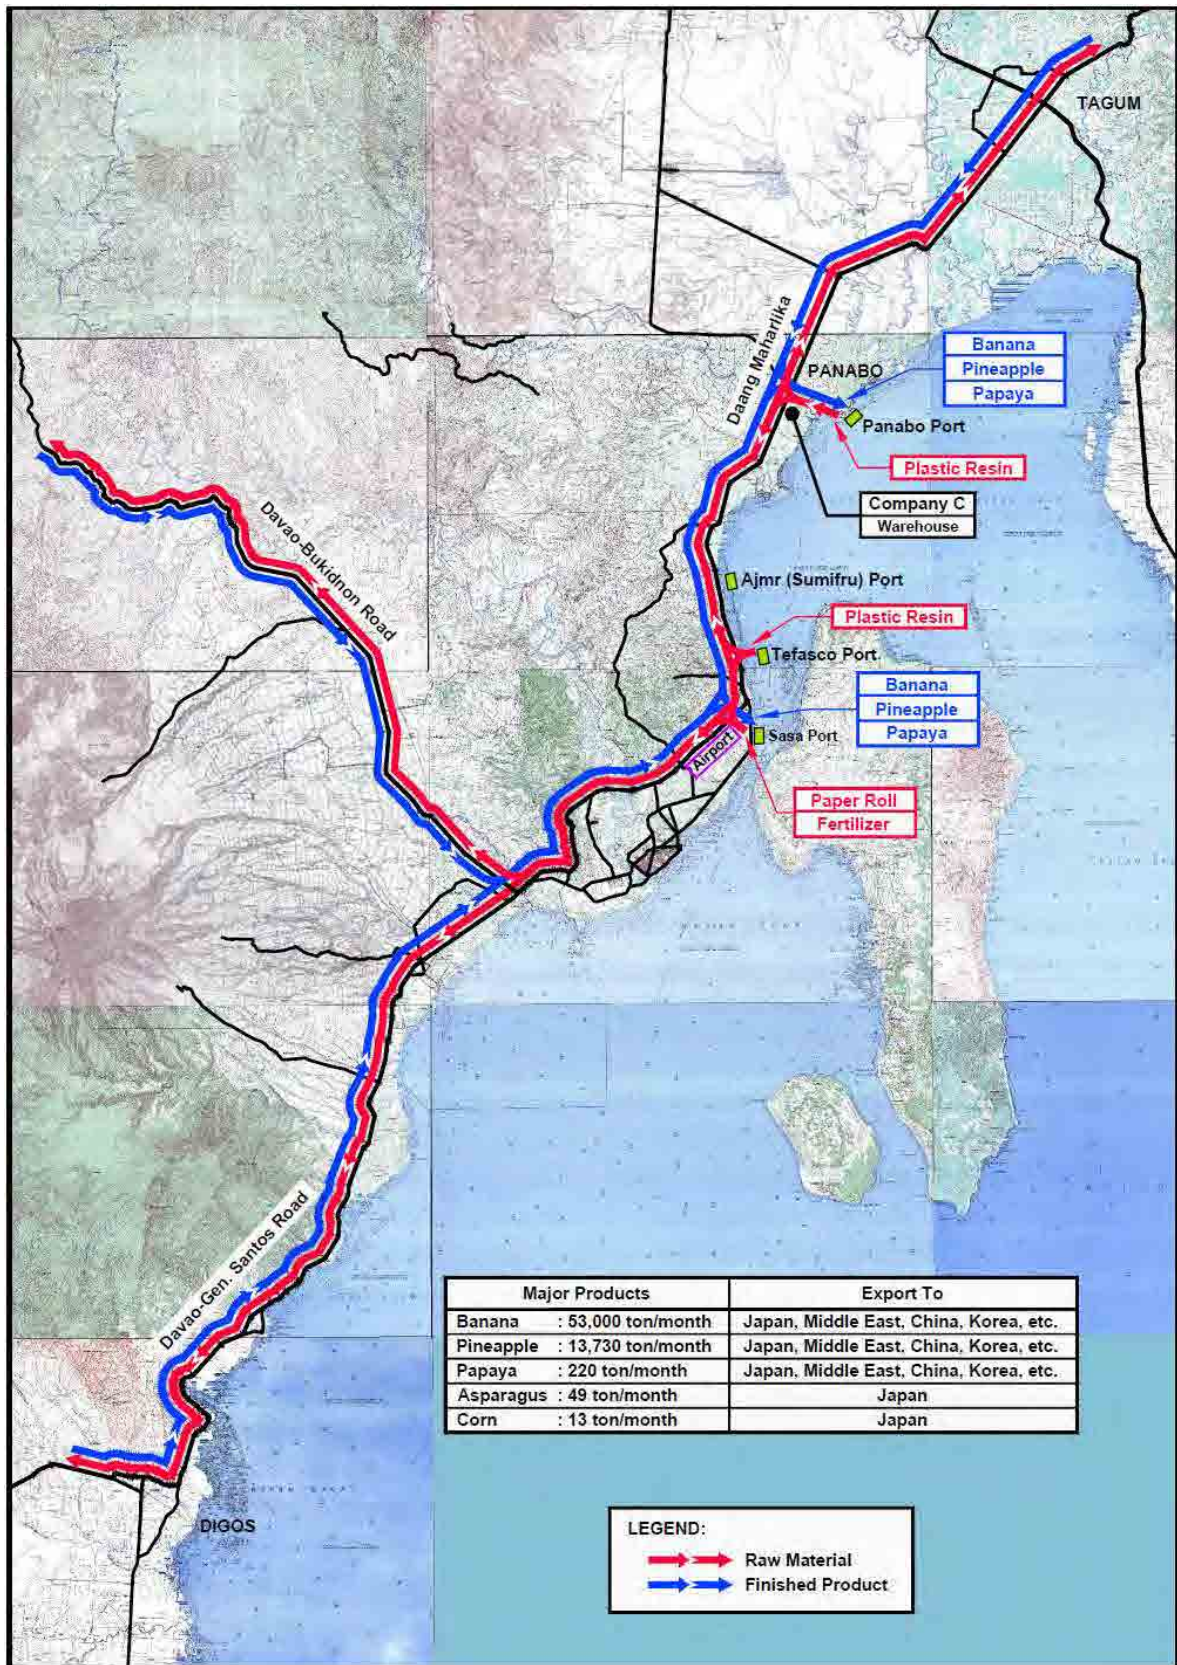 TAGUM
Daang Maharlika
PANABO
Banana
Pineapple
Papaya
Panabo Port
Plastic Resin
Company C
Warehouse
Davao-Bukidnon Road
Ajmr (Sumifru) Port
Plastic Resin
Tefasco Port
Banana
Pineapple
Papaya
Sasa Port
Airport
Paper Roll
Fertilizer
Davao-Gen. Santos Road
Major Products Export To
Banana : 53,000 ton/month Japan, Middle East, China, Korea, etc.
Pineapple : 13,730 ton/month Japan, Middle East, China, Korea, etc.
Papaya : 220 ton/month Japan, Middle East, China, Korea, etc.
Asparagus : 49 ton/month Japan
Corn : 13 ton/month Japan
DIGOS
LEGEND:
Raw Material
Finished Product